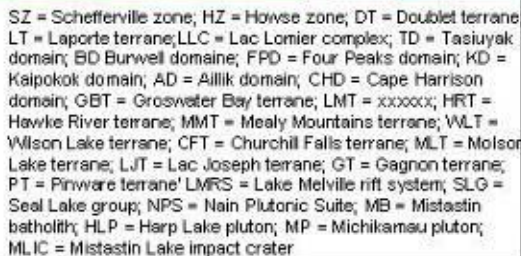 SZ = Schefferville zone; HZ = Howse zone; DT = Doublet terrane
LT = Laporte terrane;LLC = Lac Lomier complex; TD = Tasiuyak
domain; BD Burwell domaine; FPD = Four Peaks domain; KD =
Kaipokok domain; AD = Aillik domain; CHD = Cape Harrison
domain; GBT = Groswater Bay terrane; LMT = xxxxxx; HRT =
Hawke River terrane; MMT = Mealy Mountains terrane; WLT =
Wilson Lake terrane; CFT = Churchill Falls terrane; MLT = Molson
Lake terrane; LJT = Lac Joseph terrane; GT = Gagnon terrane;
PT = Pinware terrane' LMRS = Lake Melville rift system; SLG =
Seal Lake group; NPS = Nain Plutonic Suite; MB = Mistastin
batholith; HLP = Harp Lake pluton; MP = Michikamau pluton;
MLIC = Mistastin Lake impact crater